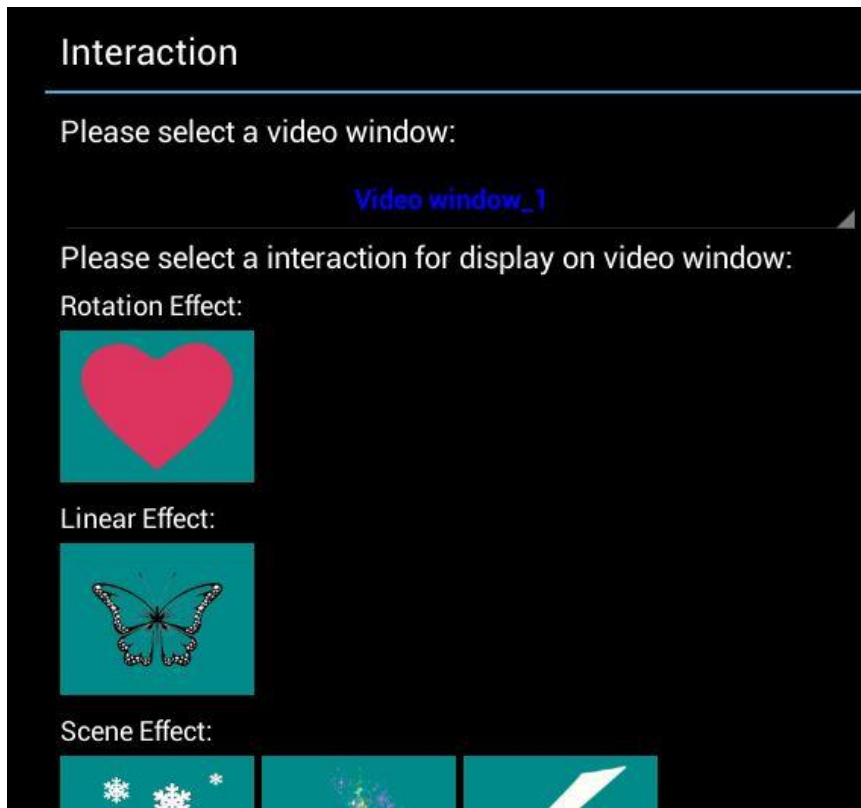 Interaction
Please select a video window:
Video window_1
Please select a interaction for display on video window:
Rotation Effect:
Linear Effect:
Scene Effect: